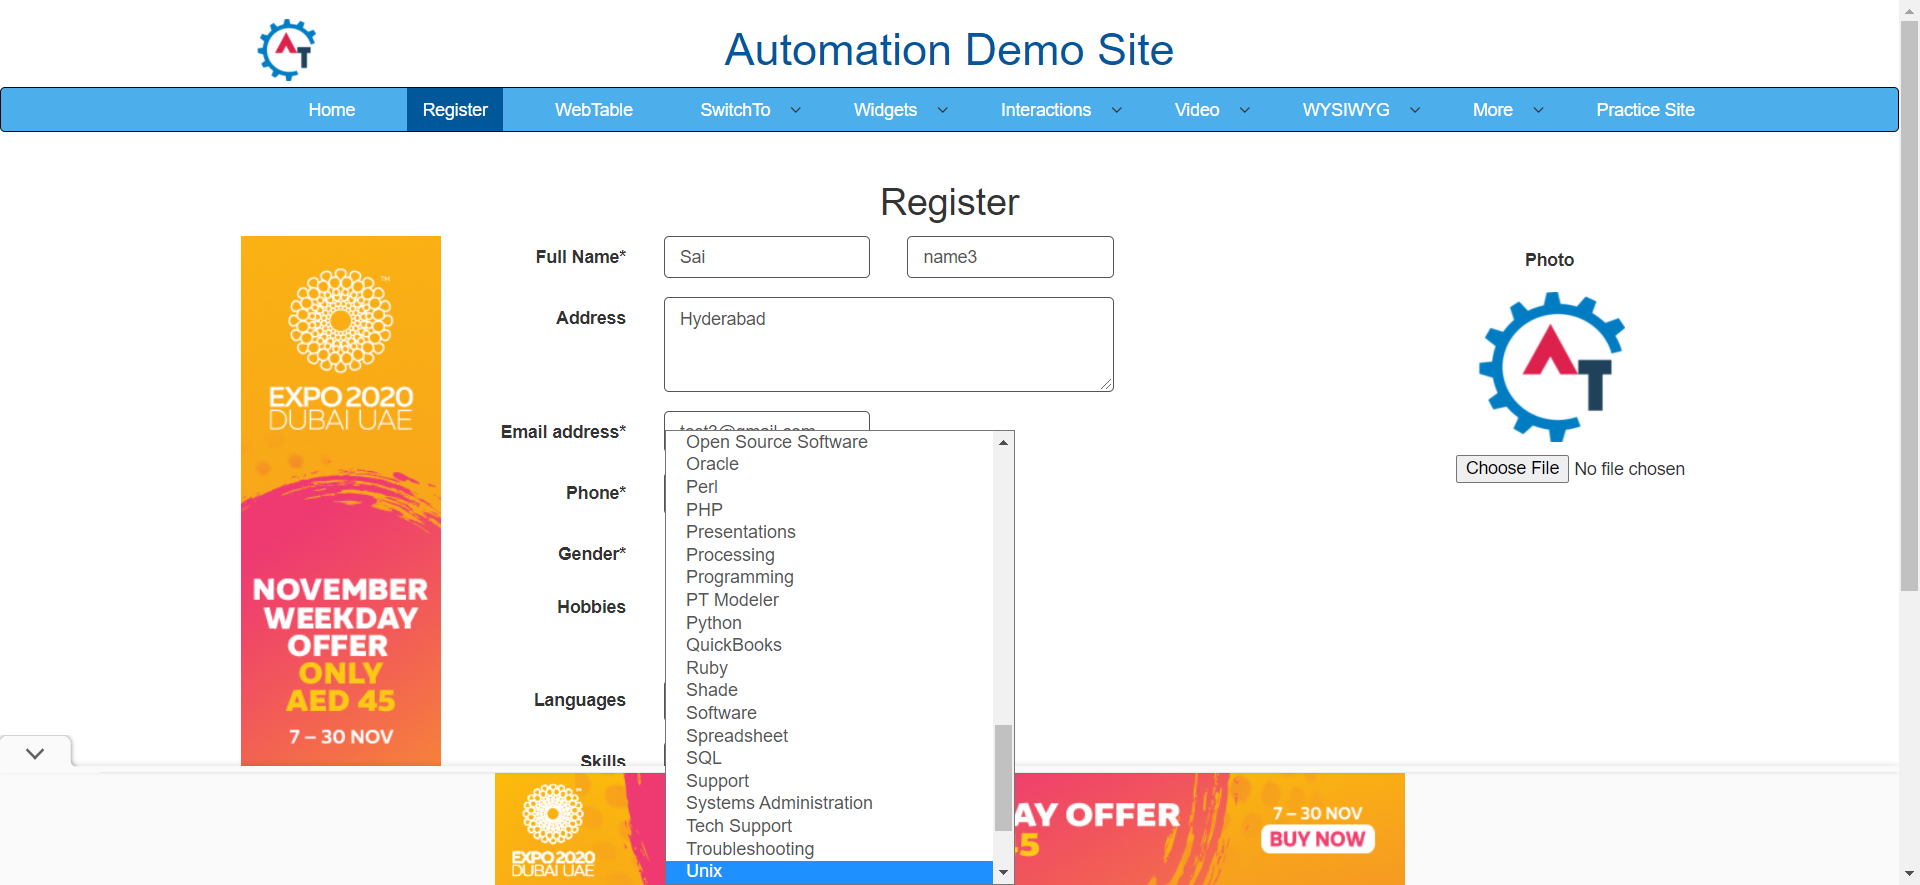 AT
Automation Demo Site
Home Register WebTable SwitchTo Widgets Interactions Video WYSIWYG More Practice Site
Register
Full Name* Sai name3
Photo
AT
Choose File No file chosen
Address Hyderabad
Email address*
Phone*
Gender*
Hobbies
Languages
Skills
Open Source Software
Oracle
Perl
PHP
Presentations
Processing
Programming
PT Modeler
Python
QuickBooks
Ruby
Shade
Software
Spreadsheet
SQL
Support
Systems Administration
Tech Support
Troubleshooting
Unix
EXPO 2020
DUBAI UAE
™
NOVEMBER
WEEKDAY
OFFER
ONLY
AED 45
7 – 30 NOV
EXPO 2020
DUBAI UAE
AY OFFER
7 – 30 NOV
BUY NOW